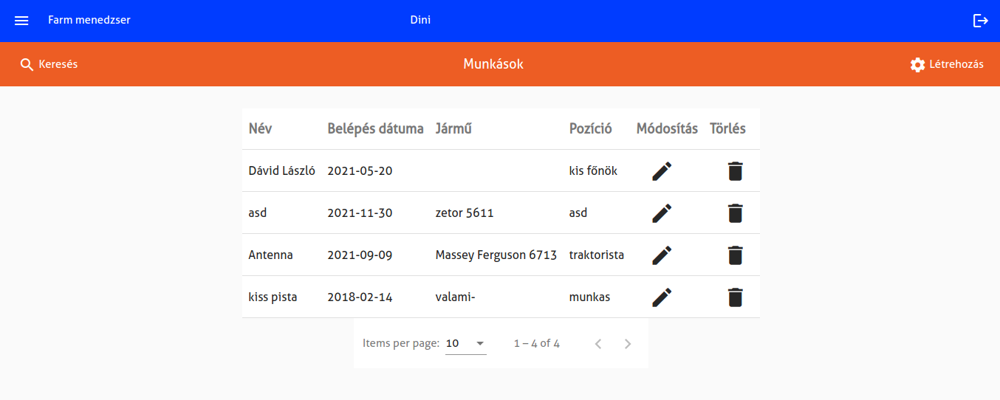 Farm menedzser Dini
Keresés Munkások Létrehozás
Név Belépés dátuma Jármű Pozíció Módosítás Törlés
Dávid László 2021-05-20 kis főnök
asd 2021-11-30 zetor 5611 asd
Antenna 2021-09-09 Massey Ferguson 6713 traktorista
kiss pista 2018-02-14 valami- munkas
Items per page: 10 1 – 4 of 4